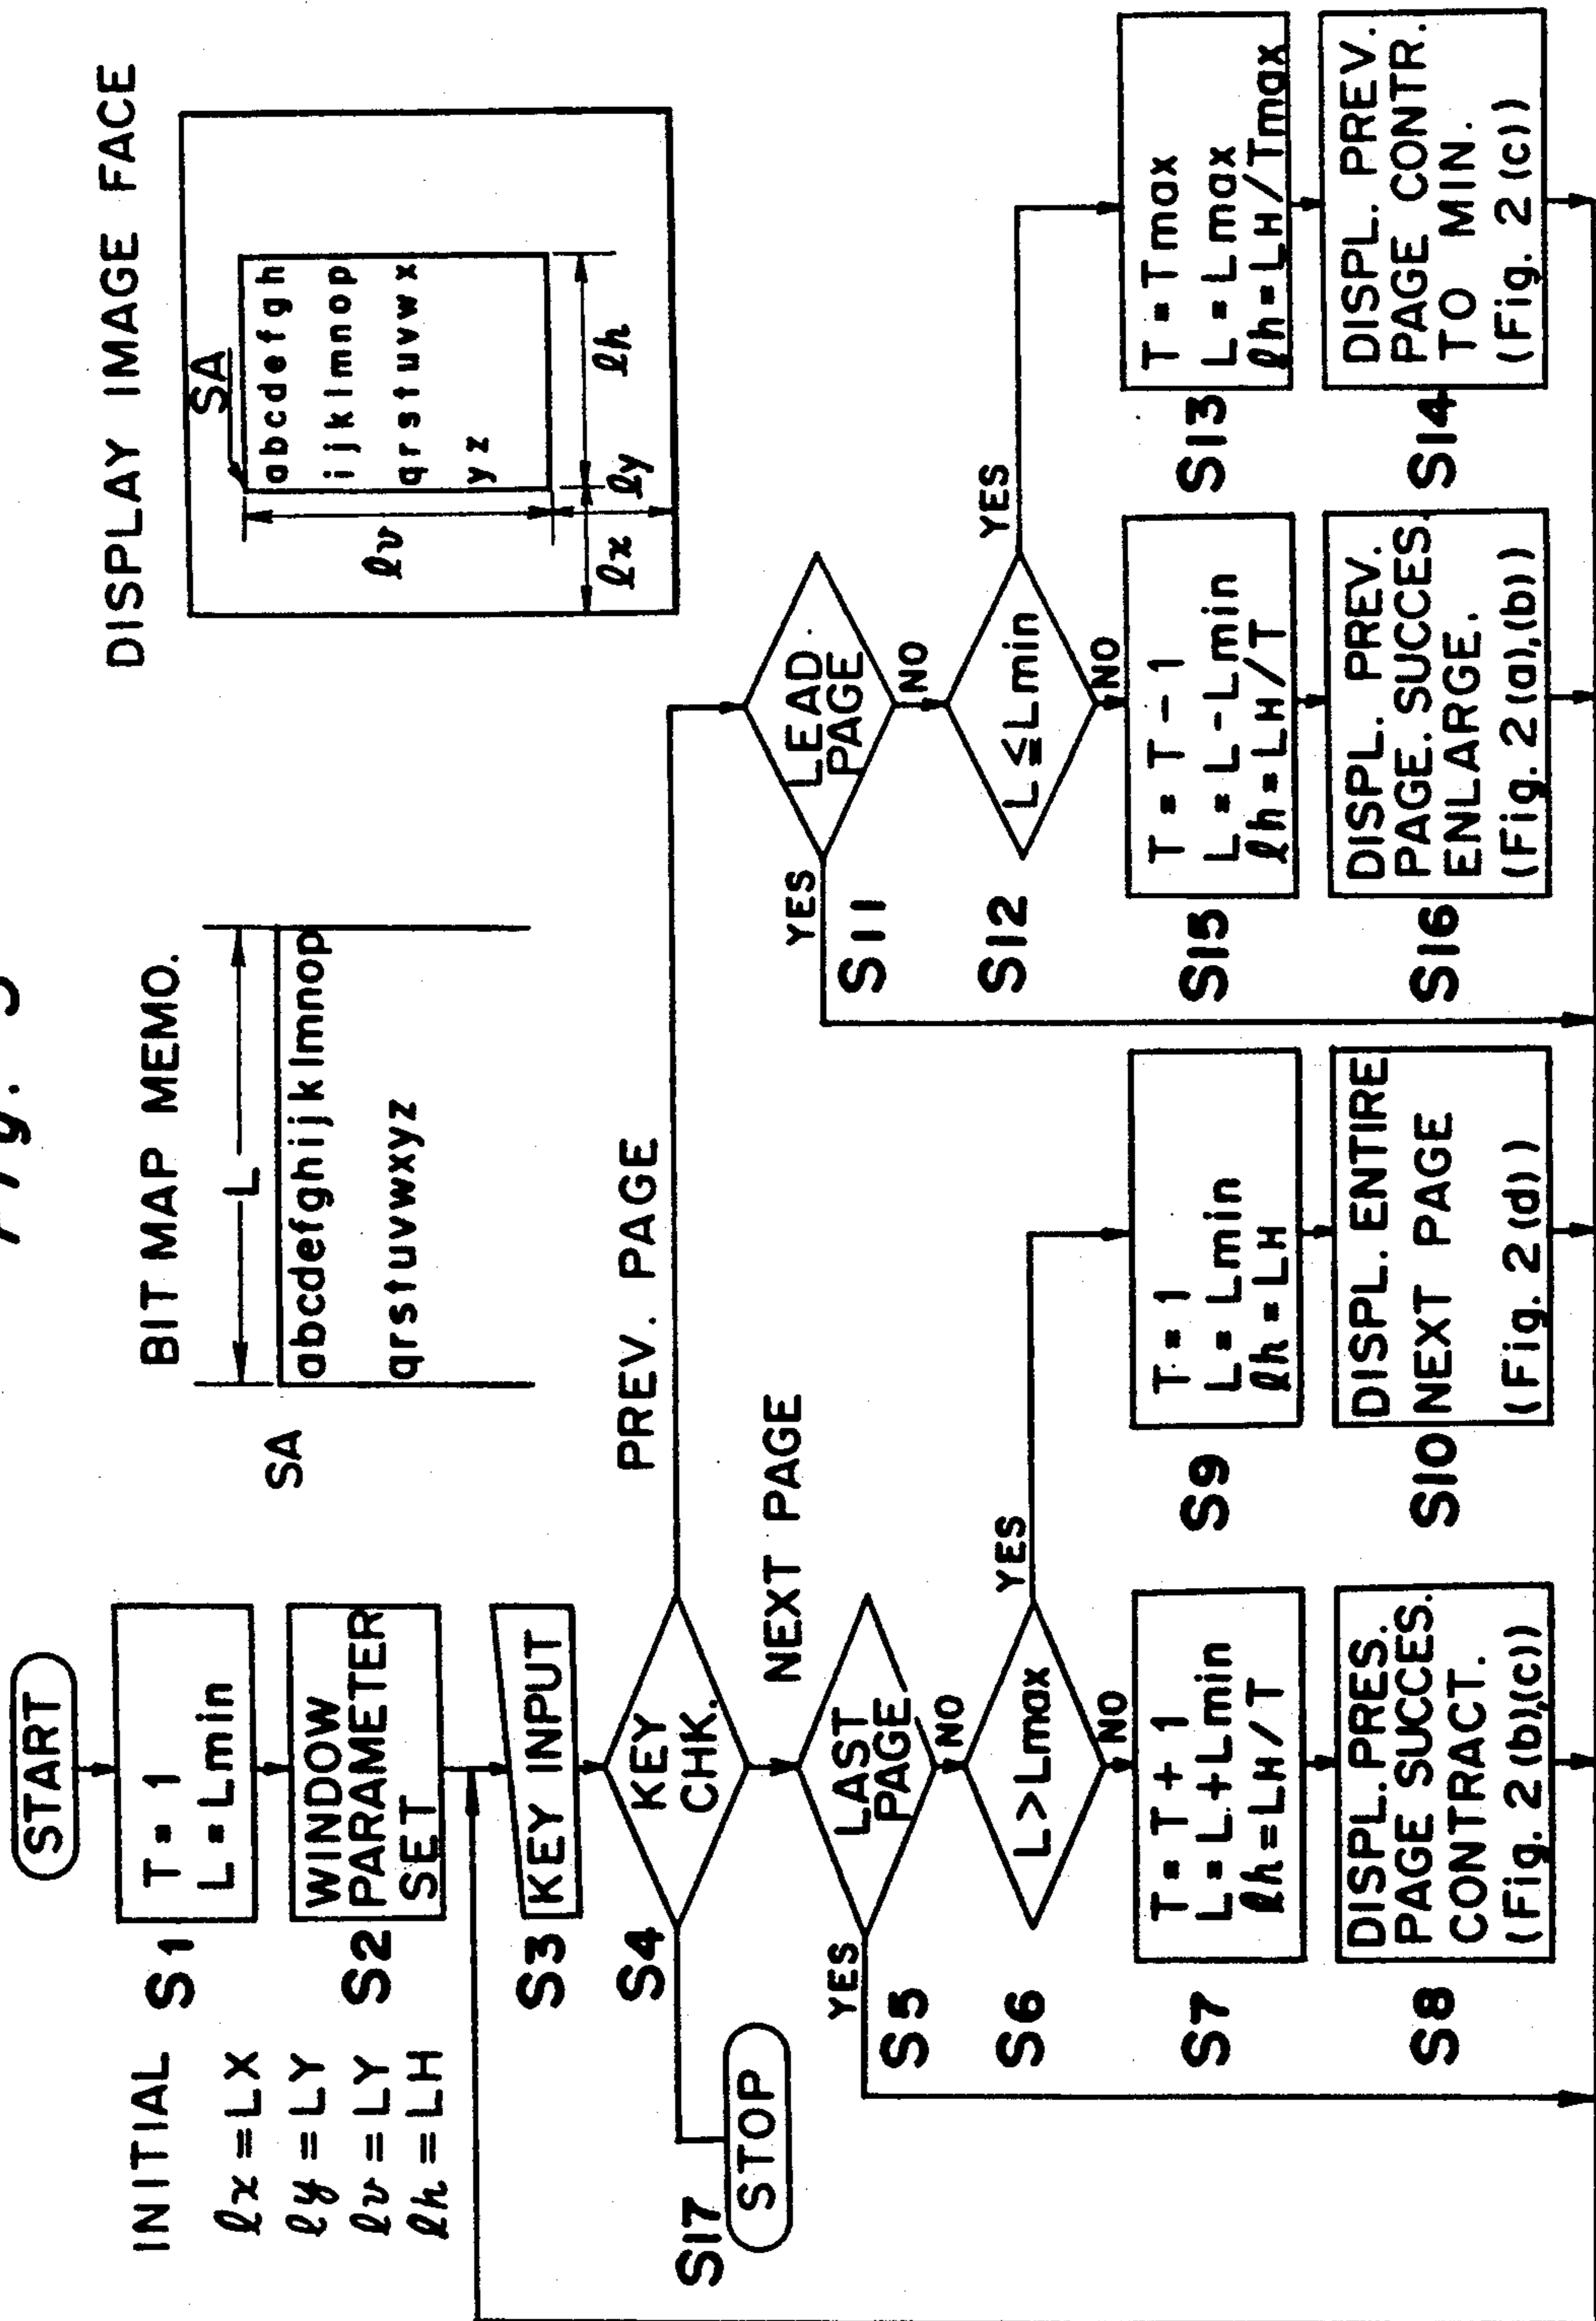 Fig. 3
START
INITIAL
ℓx = LX
ℓy = LY
ℓv = LY
ℓh = LH
S1
T = 1
L = Lmin
S2
WINDOW
PARAMETER
SET
S3
KEY INPUT
S4
KEY
CHK.
S17
STOP
BIT MAP MEMO.
L
SA
abcdefghijklmnop
qrstuvwxyz
DISPLAY IMAGE FACE
SA
abcdefgh
ijklmnop
qrstuvwx
yz
ℓv
ℓy
ℓx
ℓh
PREV. PAGE
NEXT PAGE
S5
LAST
PAGE
YES
NO
S6
L > Lmax
YES
NO
S7
T = T + 1
L = L + Lmin
ℓh = LH / T
S8
DISPL. PRES.
PAGE SUCCES.
CONTRACT.
(Fig. 2 (b),(c))
S9
T = 1
L = Lmin
ℓh = LH
S10
DISPL. ENTIRE
NEXT PAGE
(Fig. 2 (d))
S11
LEAD
PAGE
YES
NO
S12
L ≦ Lmin
YES
NO
S15
T = T − 1
L = L − Lmin
ℓh = LH / T
S16
DISPL. PREV.
PAGE. SUCCES.
ENLARGE.
(Fig. 2 (a),(b))
S13
T = Tmax
L = Lmax
ℓh = LH / Tmax
S14
DISPL. PREV.
PAGE CONTR.
TO MIN.
(Fig. 2 (c))